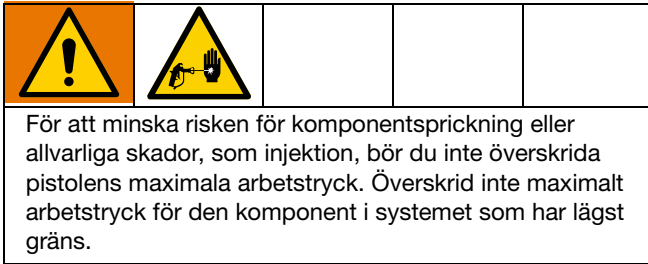 För att minska risken för komponentsprickning eller
allvarliga skador, som injektion, bör du inte överskrida
pistolens maximala arbetstryck. Överskrid inte maximalt
arbetstryck för den komponent i systemet som har lägst
gräns.